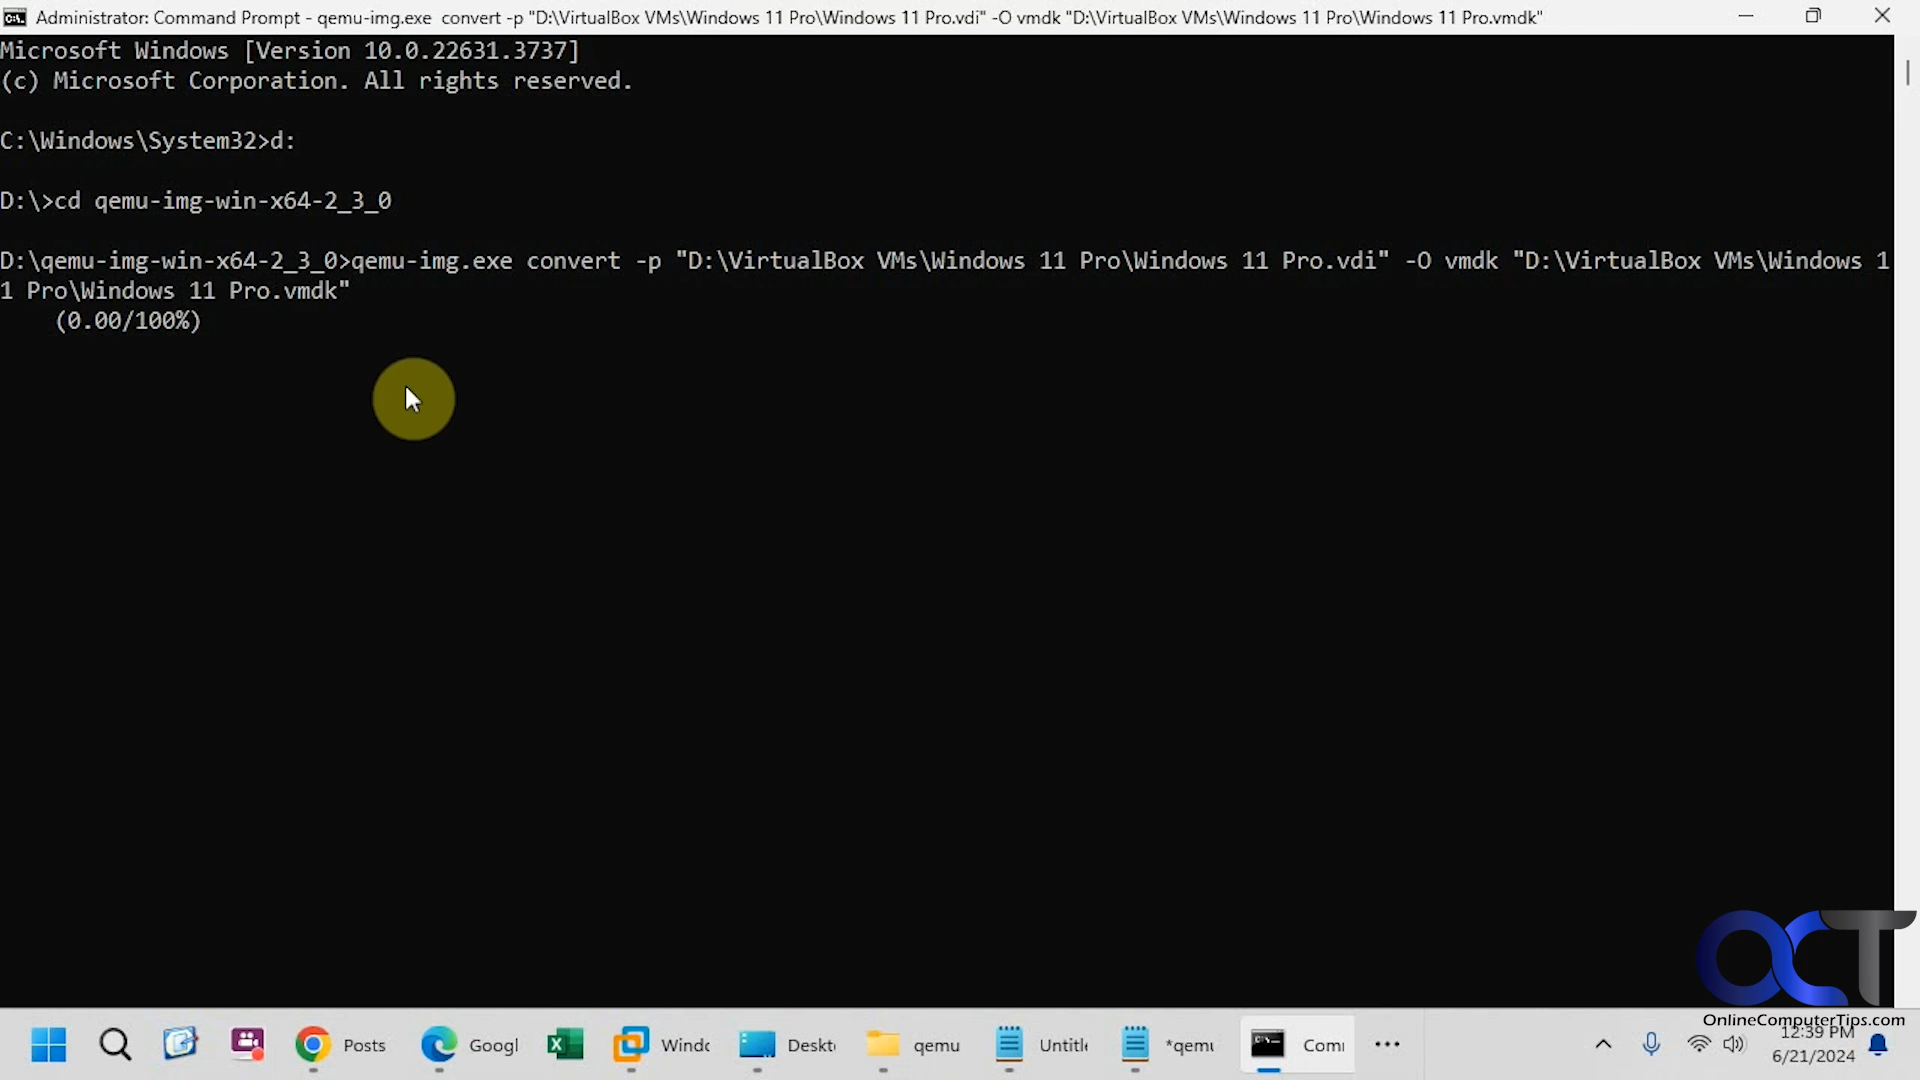 Administrator: Command Prompt - qemu-img.exe  convert -p "D:\VirtualBox VMs\Windows 11 Pro\Windows 11 Pro.vdi" -O vmdk "D:\VirtualBox VMs\Windows 11 Pro\Windows 11 Pro.vmdk"
Microsoft Windows [Version 10.0.22631.3737]
(c) Microsoft Corporation. All rights reserved.
C:\Windows\System32>d:
D:\>cd qemu-img-win-x64-2_3_0
D:\qemu-img-win-x64-2_3_0>qemu-img.exe convert -p "D:\VirtualBox VMs\Windows 11 Pro\Windows 11 Pro.vdi" -O vmdk "D:\VirtualBox VMs\Windows 1
1 Pro\Windows 11 Pro.vmdk"
(0.00/100%)
OCT
OnlineComputerTips.com
Posts Googl Windo Deskto qemu Untitle *qemu Comm
12:39 PM
6/21/2024